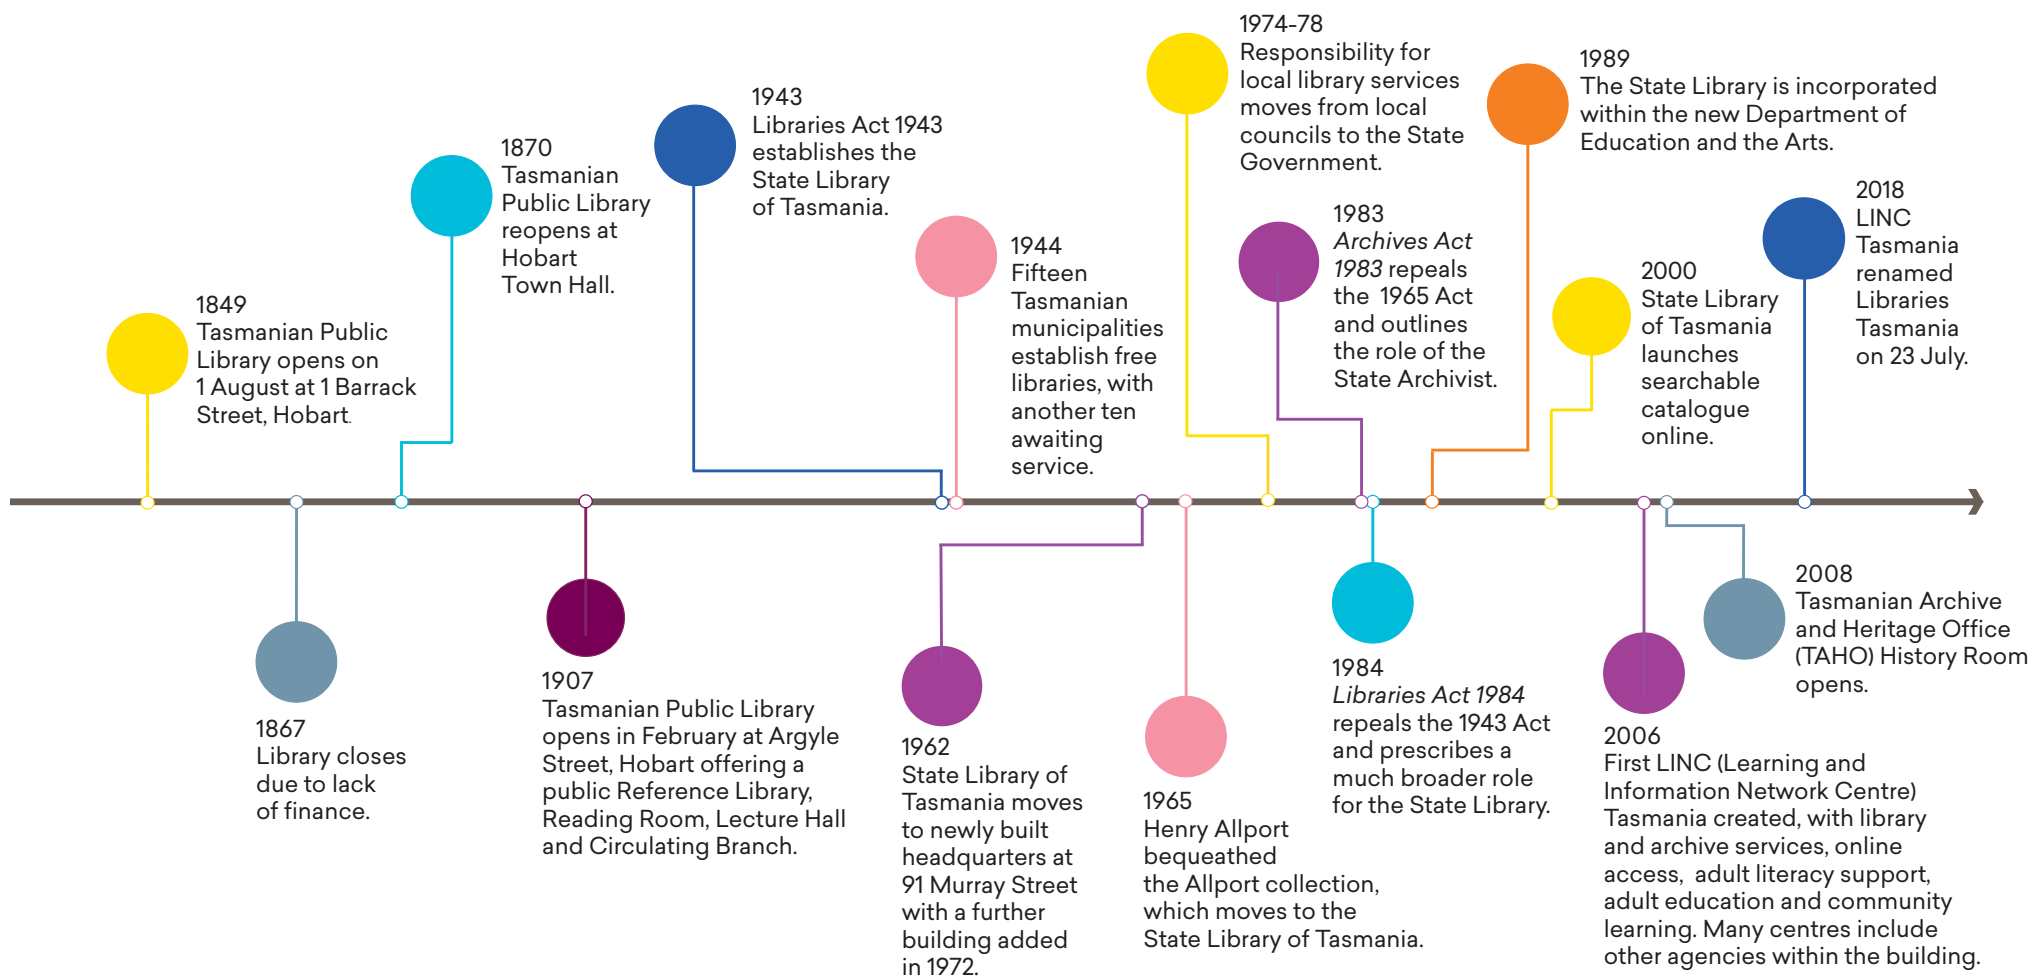 1849
Tasmanian Public
Library opens on
1 August at 1 Barrack
Street, Hobart.
1867
Library closes
due to lack
of finance.
1870
Tasmanian
Public Library
reopens at
Hobart
Town Hall.
1907
Tasmanian Public Library
opens in February at Argyle
Street, Hobart offering a
public Reference Library,
Reading Room, Lecture Hall
and Circulating Branch.
1943
Libraries Act 1943
establishes the
State Library
of Tasmania.
1944
Fifteen
Tasmanian
municipalities
establish free
libraries, with
another ten
awaiting
service.
1962
State Library of
Tasmania moves
to newly built
headquarters at
91 Murray Street
with a further
building added
in 1972.
1965
Henry Allport
bequeathed
the Allport collection,
which moves to the
State Library of Tasmania.
1974-78
Responsibility for
local library services
moves from local
councils to the State
Government.
1983
Archives Act
1983 repeals
the 1965 Act
and outlines
the role of the
State Archivist.
1984
Libraries Act 1984
repeals the 1943 Act
and prescribes a
much broader role
for the State Library.
1989
The State Library is incorporated
within the new Department of
Education and the Arts.
2000
State Library
of Tasmania
launches
searchable
catalogue
online.
2006
First LINC (Learning and
Information Network Centre)
Tasmania created, with library
and archive services, online
access, adult literacy support,
adult education and community
learning. Many centres include
other agencies within the building.
2008
Tasmanian Archive
and Heritage Office
(TAHO) History Room
opens.
2018
LINC
Tasmania
renamed
Libraries
Tasmania
on 23 July.